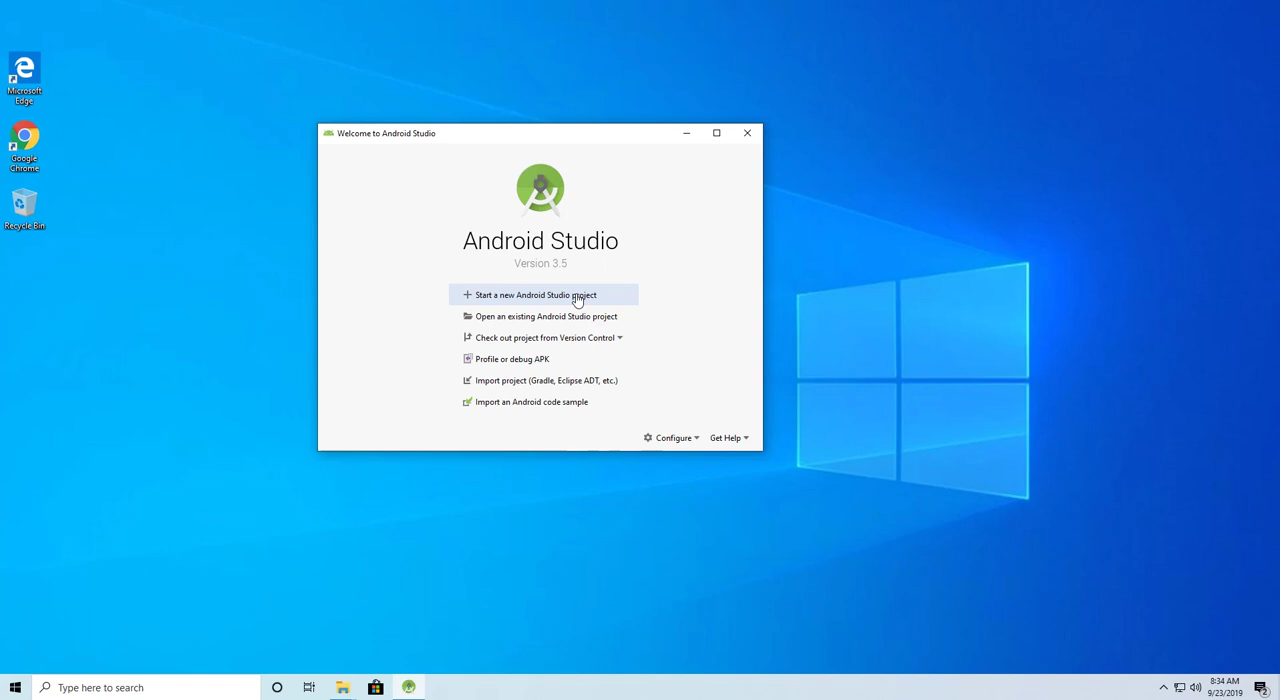 Microsoft
Edge
Google
Chrome
Recycle Bin
Welcome to Android Studio
Android Studio
Version 3.5
Start a new Android Studio project
Open an existing Android Studio project
Check out project from Version Control
Profile or debug APK
Import project (Gradle, Eclipse ADT, etc.)
Import an Android code sample
Configure
Get Help
Type here to search
8:34 AM
9/23/2019
2